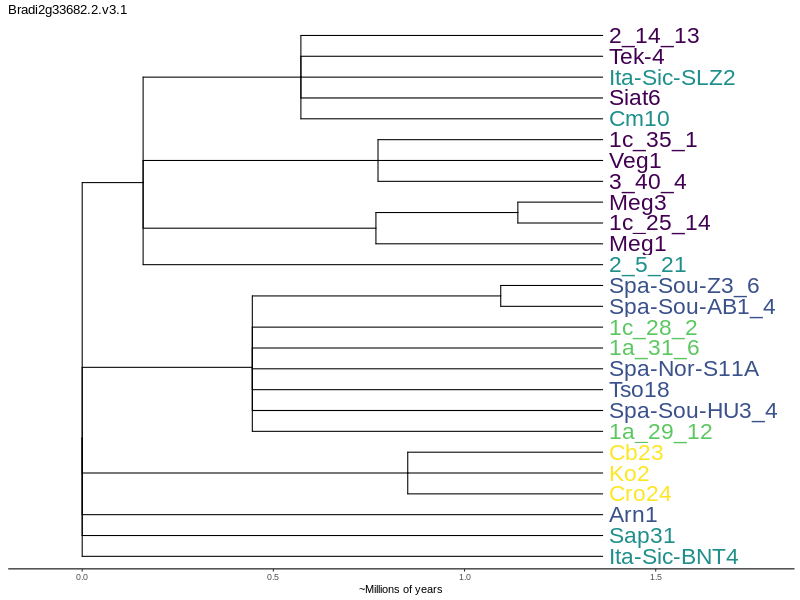 Bradi2g33682.2.v3.1
2_14_13
Tek-4
Ita-Sic-SLZ2
Siat6
Cm10
1c_35_1
Veg1
3_40_4
Meg3
1c_25_14
Meg1
2_5_21
Spa-Sou-Z3_6
Spa-Sou-AB1_4
1c_28_2
1a_31_6
Spa-Nor-S11A
Tso18
Spa-Sou-HU3_4
1a_29_12
Cb23
Ko2
Cro24
Arn1
Sap31
Ita-Sic-BNT4
0.0 0.5 1.0 1.5
~Millions of years